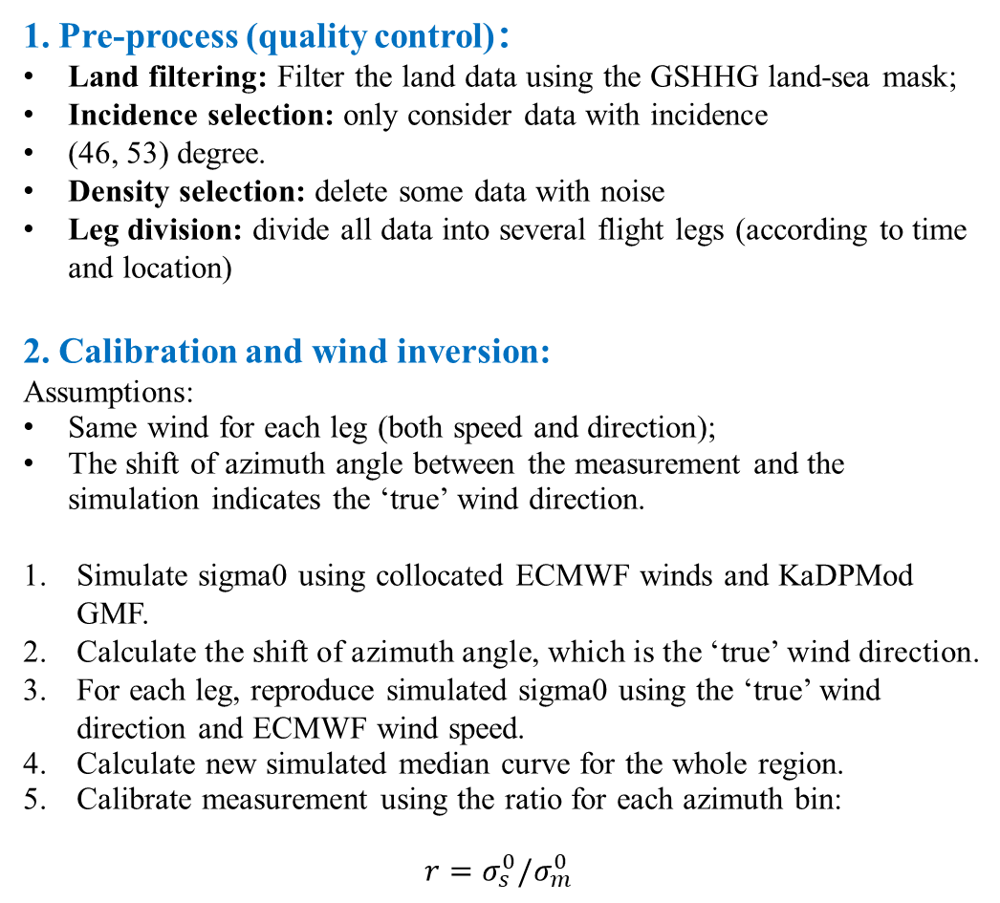 1. Pre-process (quality control):
• Land filtering: Filter the land data using the GSHHG land-sea mask;
• Incidence selection: only consider data with incidence
• (46, 53) degree.
• Density selection: delete some data with noise
• Leg division: divide all data into several flight legs (according to time
and location)
2. Calibration and wind inversion:
Assumptions:
• Same wind for each leg (both speed and direction);
• The shift of azimuth angle between the measurement and the
simulation indicates the ‘true’ wind direction.
1. Simulate sigma0 using collocated ECMWF winds and KaDPMod
GMF.
2. Calculate the shift of azimuth angle, which is the ‘true’ wind direction.
3. For each leg, reproduce simulated sigma0 using the ‘true’ wind
direction and ECMWF wind speed.
4. Calculate new simulated median curve for the whole region.
5. Calibrate measurement using the ratio for each azimuth bin:
r = σ_s^0/σ_m^0